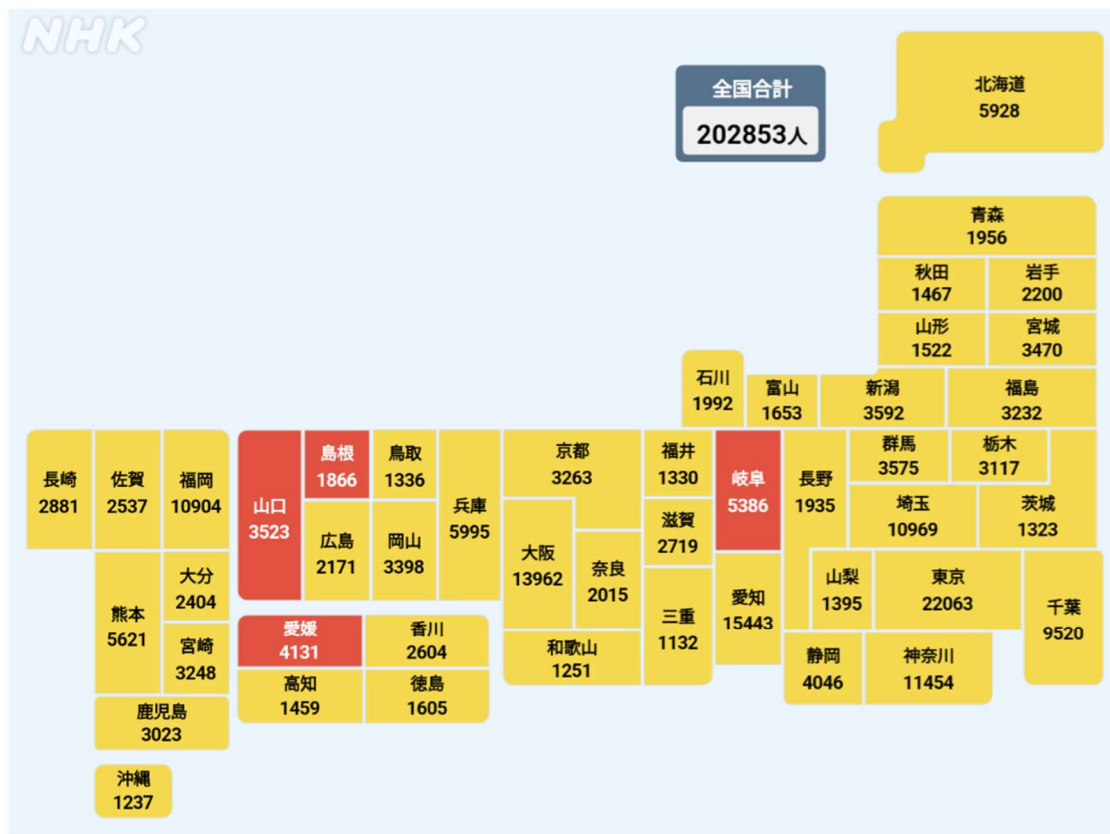 NHK
全国合計
202853人
北海道
5928
青森
1956
秋田
1467
岩手
2200
山形
1522
宮城
3470
石川
1992
富山
1653
新潟
3592
福島
3232
長崎
2881
佐賀
2537
福岡
10904
山口
3523
島根
1866
鳥取
1336
兵庫
5995
京都
3263
福井
1330
岐阜
5386
長野
1935
群馬
3575
栃木
3117
埼玉
10969
茨城
1323
広島
2171
岡山
3398
大阪
13962
奈良
2015
滋賀
2719
大分
2404
熊本
5621
宮崎
3248
愛知
15443
山梨
1395
東京
22063
千葉
9520
三重
1132
愛媛
4131
香川
2604
和歌山
1251
静岡
4046
神奈川
11454
高知
1459
徳島
1605
鹿児島
3023
沖縄
1237